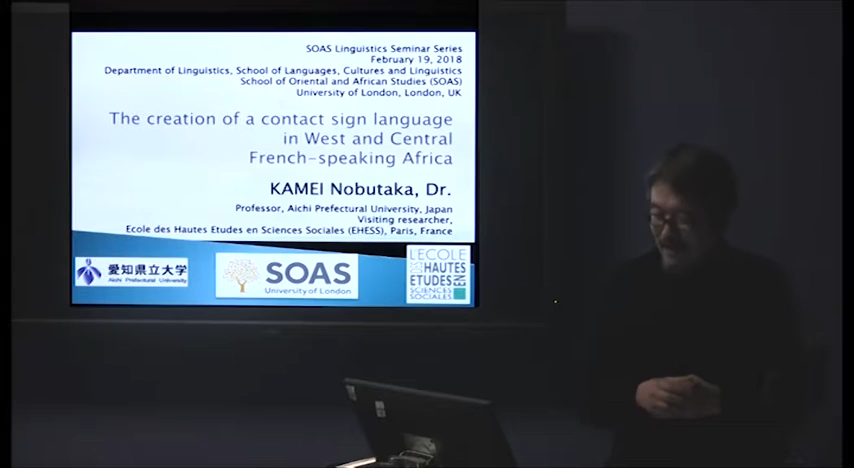 SOAS Linguistics Seminar Series
February 19, 2018
Department of Linguistics, School of Languages, Cultures and Linguistics
School of Oriental and African Studies (SOAS)
University of London, London, UK
The creation of a contact sign language
in West and Central
French-speaking Africa
KAMEI Nobutaka, Dr.
Professor, Aichi Prefectural University, Japan
Visiting researcher,
Ecole des Hautes Etudes en Sciences Sociales (EHESS), Paris, France
愛知県立大学
Aichi Prefectural University
SOAS
University of London
L'ECOLE
DES HAUTES
ETUDES EN
SCIENCES
SOCIALES